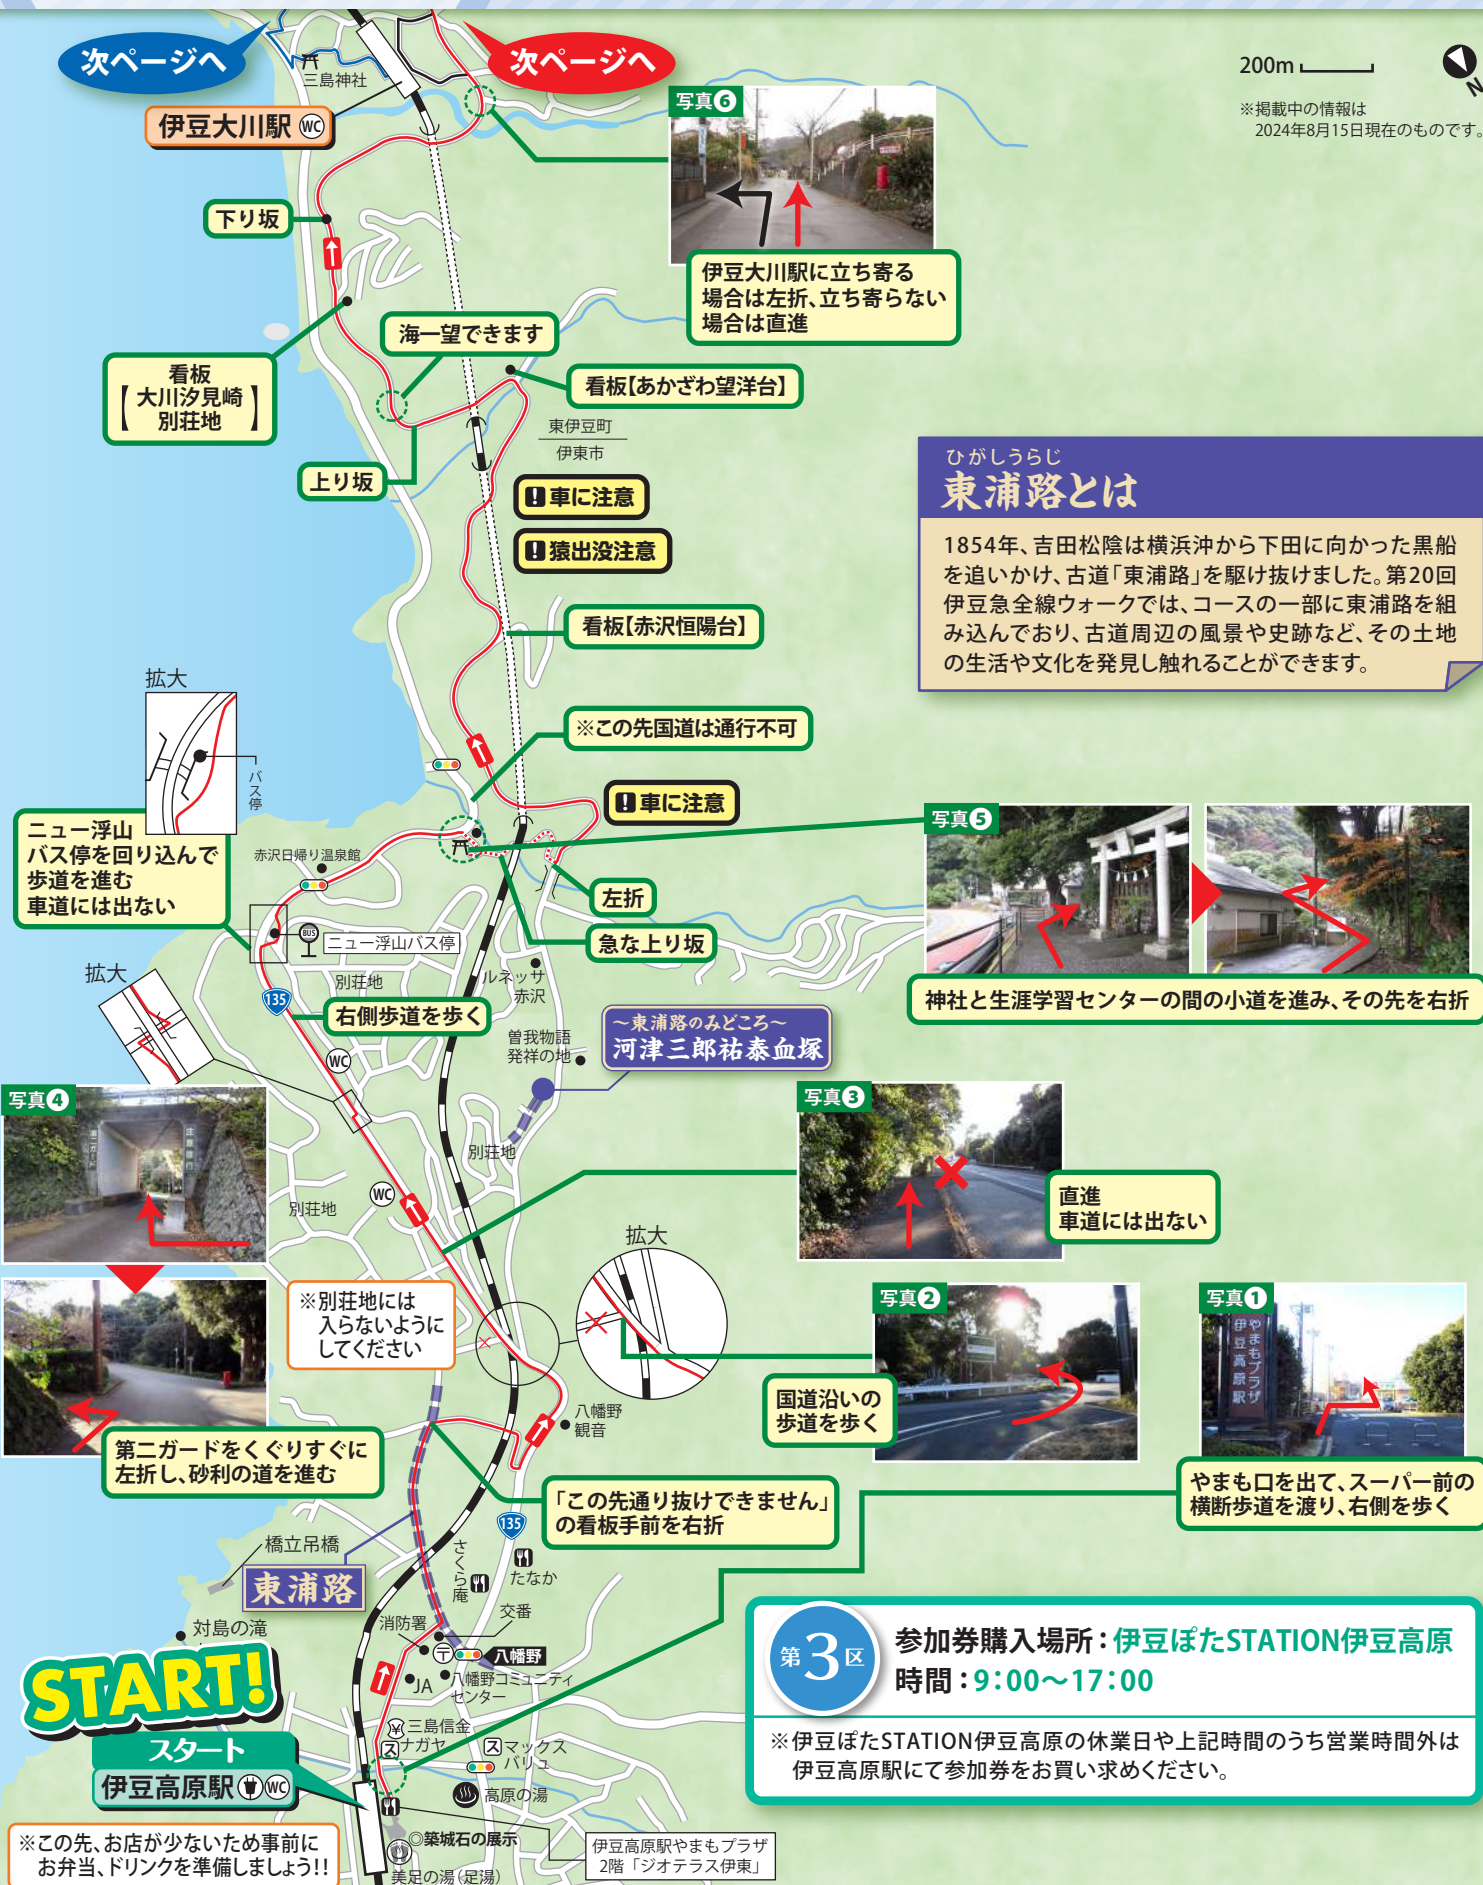 次ページへ
次ページへ
三島神社
伊豆大川駅 WC
200m
N
※掲載中の情報は
2024年8月15日現在のものです。
写真❻
伊豆大川駅に立ち寄る
場合は左折、立ち寄らない
場合は直進
下り坂
海一望できます
看板
【大川汐見崎
別荘地】
看板【あかざわ望洋台】
東伊豆町
伊東市
上り坂
車に注意
猿出没注意
ひがしうらじ
東浦路とは
1854年、吉田松陰は横浜沖から下田に向かった黒船
を追いかけ、古道「東浦路」を駆け抜けました。第20回
伊豆急全線ウォークでは、コースの一部に東浦路を組
み込んでおり、古道周辺の風景や史跡など、その土地
の生活や文化を発見し触れることができます。
看板【赤沢恒陽台】
拡大
バス停
※この先国道は通行不可
車に注意
ニュー浮山
バス停を回り込んで
歩道を進む
車道には出ない
赤沢日帰り温泉館
写真❺
左折
急な上り坂
BUS
ニュー浮山バス停
神社と生涯学習センターの間の小道を進み、その先を右折
拡大
別荘地
ルネッサ
赤沢
135
右側歩道を歩く
曽我物語
発祥の地
～東浦路のみどころ～
河津三郎祐泰血塚
WC
写真❹
写真❸
別荘地
WC
別荘地
直進
車道には出ない
拡大
※別荘地には
入らないように
してください
写真❷
写真❶
やまもプラザ
伊豆高原駅
国道沿いの
歩道を歩く
八幡野
観音
第二ガードをくぐりすぐに
左折し、砂利の道を進む
「この先通り抜けできません」
の看板手前を右折
やまも口を出て、スーパー前の
横断歩道を渡り、右側を歩く
135
橋立吊橋
東浦路
さくら庵
たなか
対島の滝
消防署
交番
八幡野
JA
八幡野コミュニティ
センター
START!
スタート
伊豆高原駅 WC
三島信金
ス ナガヤ
ス マックス
バリュ
高原の湯
第3区
参加券購入場所：伊豆ぽたSTATION伊豆高原
時間：9：00～17：00
※伊豆ぽたSTATION伊豆高原の休業日や上記時間のうち営業時間外は
伊豆高原駅にて参加券をお買い求めください。
※この先、お店が少ないため事前に
お弁当、ドリンクを準備しましょう!!
◎築城石の展示
美足の湯(足湯)
伊豆高原駅やまもプラザ
2階「ジオテラス伊東」